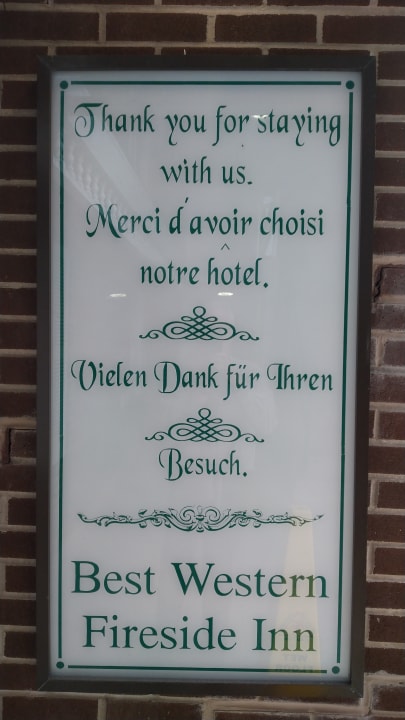 Thank you for staying
with us.
Merci d'avoir choisi
notre hôtel.
Vielen Dank für Ihren
Besuch.
Best Western
Fireside Inn